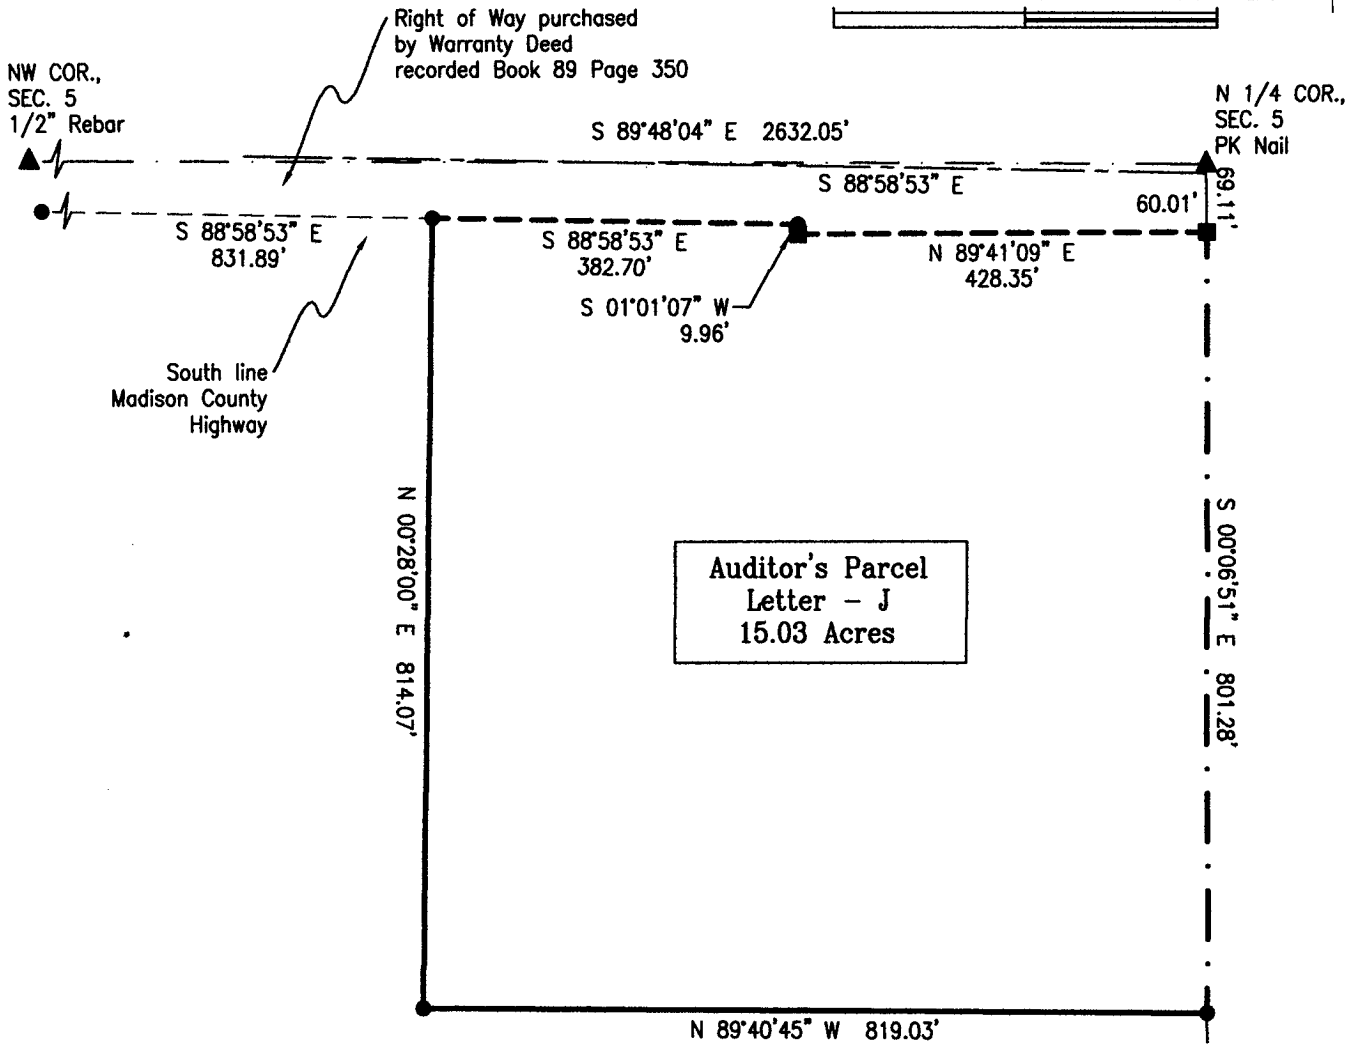 Right of Way purchased
by Warranty Deed
recorded Book 89 Page 350
NW COR.,
SEC. 5
1/2" Rebar
N 1/4 COR.,
SEC. 5
PK Nail
S 89°48'04" E 2632.05'
S 88°58'53" E
69.11'
60.01'
S 88°58'53" E
831.89'
S 88°58'53" E
382.70'
N 89°41'09" E
428.35'
S 01°01'07" W
9.96'
South line
Madison County
Highway
N 00°28'00" E 814.07'
Auditor's Parcel
Letter – J
15.03 Acres
S 00°06'51" E 801.28'
N 89°40'45" W 819.03'